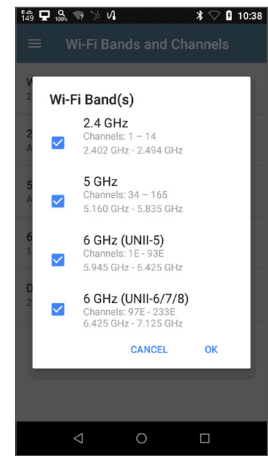 149
100%
10:38
Wi-Fi Bands and Channels
Wi-Fi Band(s)
2.4 GHz
Channels: 1 – 14
2.402 GHz - 2.494 GHz
5 GHz
Channels: 34 – 165
5.160 GHz - 5.835 GHz
6 GHz (UNII-5)
Channels: 1E - 93E
5.945 GHz - 6.425 GHz
6 GHz (UNII-6/7/8)
Channels: 97E - 233E
6.425 GHz - 7.125 GHz
CANCEL OK